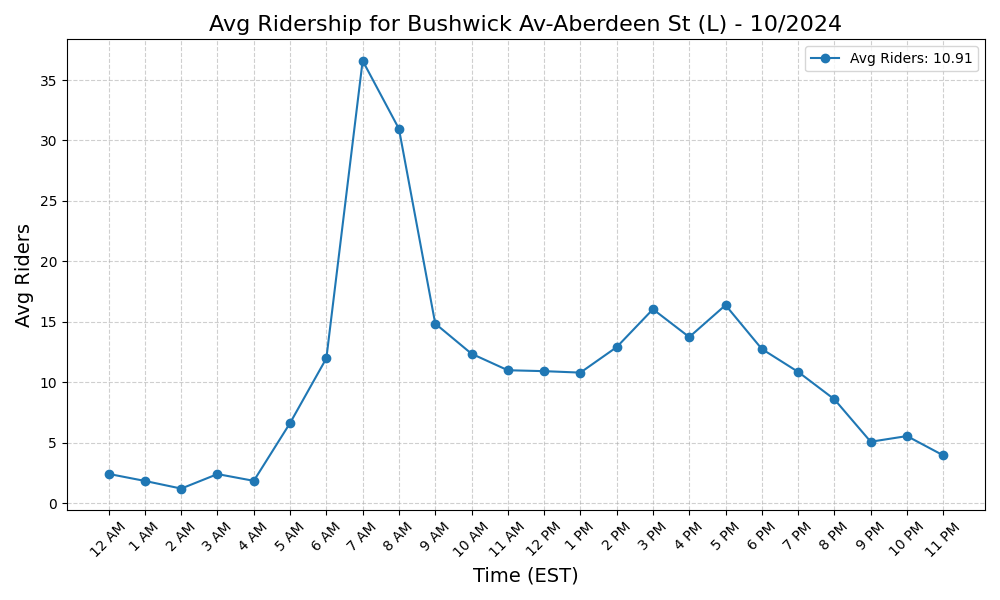 Avg Ridership for Bushwick Av-Aberdeen St (L) - 10/2024
Avg Riders: 10.91
Avg Riders
35
30
25
20
15
10
5
0
12 AM
1 AM
2 AM
3 AM
4 AM
5 AM
6 AM
7 AM
8 AM
9 AM
10 AM
11 AM
12 PM
1 PM
2 PM
3 PM
4 PM
5 PM
6 PM
7 PM
8 PM
9 PM
10 PM
11 PM
Time (EST)